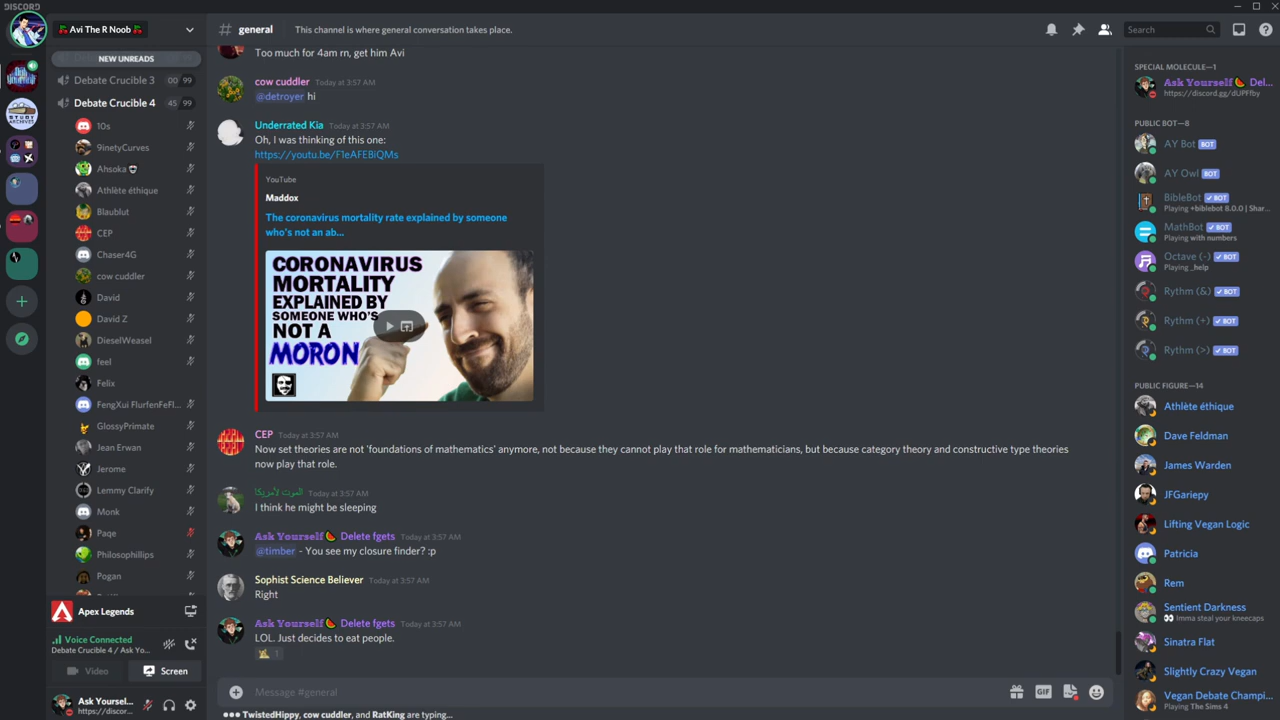 DISCORD
🍒 Avi The R Noob 🍒
# general
This channel is where general conversation takes place.
Search
NEW UNREADS
Debate Crucible 3 00 99
Debate Crucible 4 45 99
10s
9inetyCurves
Ahsoka
Athlète éthique
Blaublut
CEP
Chaser4G
cow cuddler
David
David Z
DieselWeasel
feel
Felix
FengXui FlurfenFeFl...
GlossyPrimate
Jean Erwan
Jerome
Lemmy Clarify
Monk
Paqe
Philosophillips
Pogan
Apex Legends
Voice Connected
Debate Crucible 4 / Ask Yo...
Video
Screen
Ask Yoursel...
https://discor...
Too much for 4am rn, get him Avi
cow cuddler Today at 3:57 AM
@detroyer hi
Underrated Kia Today at 3:57 AM
Oh, i was thinking of this one:
https://youtu.be/F1eAFEBiQMs
YouTube
Maddox
The coronavirus mortality rate explained by someone
who's not an ab...
CORONAVIRUS
MORTALITY
EXPLAINED BY
SOMEONE WHO'S
NOT A
MORON
CEP Today at 3:57 AM
Now set theories are not 'foundations of mathematics' anymore, not because they cannot play that role for mathematicians, but because category theory and constructive type theories
now play that role.
الموت لأمريكا Today at 3:57 AM
I think he might be sleeping
Ask Yourself🍉 Delete fgets Today at 3:57 AM
@timber - You see my closure finder? :p
Sophist Science Believer Today at 3:57 AM
Right
Ask Yourself🍉 Delete fgets Today at 3:57 AM
LOL. Just decides to eat people.
1
Message #general
GIF
TwistedHippy, cow cuddler, and RatKing are typing...
SPECIAL MOLECULE—1
Ask Yourself🍉 Del...
https://discord.gg/dUPFfby
PUBLIC BOT—8
AY Bot BOT
AY Owl BOT
BibleBot ✔ BOT
Playing +biblebot 8.0.0 | Shar...
MathBot ✔ BOT
Playing with numbers
Octave (-) ✔ BOT
Playing _help
Rythm (&) ✔ BOT
Rythm (+) ✔ BOT
Rythm (>) ✔ BOT
PUBLIC FIGURE—14
Athlète éthique
Dave Feldman
James Warden
JFGariepy
Lifting Vegan Logic
Patricia
Rem
Sentient Darkness
👀 Imma steal your kneecaps
Sinatra Flat
Slightly Crazy Vegan
Vegan Debate Champi...
Playing The Sims 4